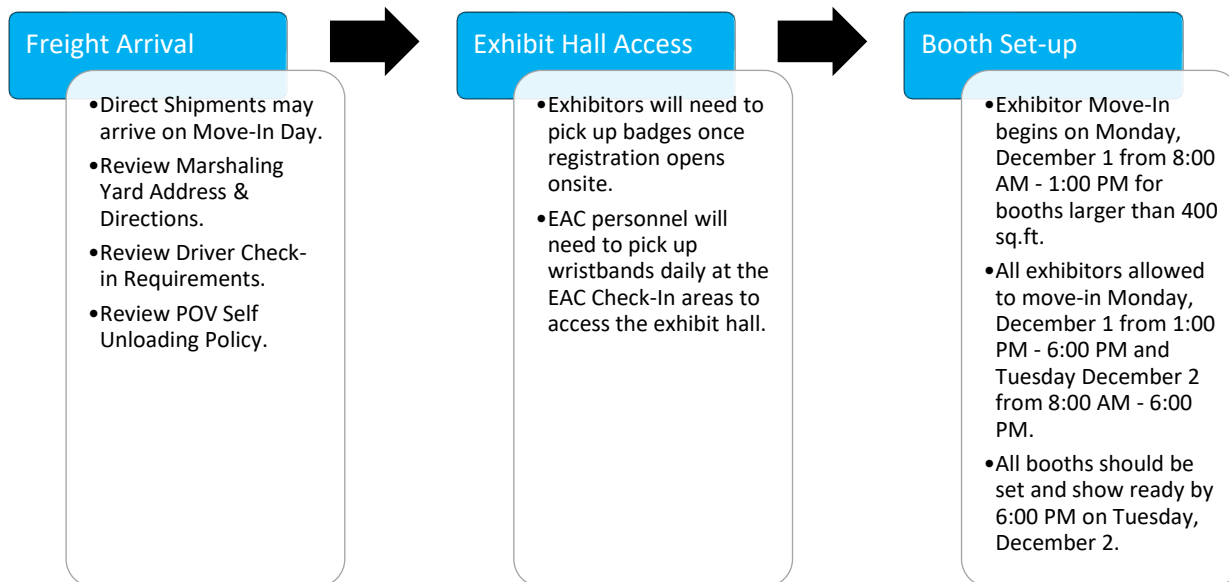 Freight Arrival
•Direct Shipments may
arrive on Move-In Day.
•Review Marshaling
Yard Address &
Directions.
•Review Driver Check-
in Requirements.
•Review POV Self
Unloading Policy.
Exhibit Hall Access
•Exhibitors will need to
pick up badges once
registration opens
onsite.
•EAC personnel will
need to pick up
wristbands daily at the
EAC Check-In areas to
access the exhibit hall.
Booth Set-up
•Exhibitor Move-In
begins on Monday,
December 1 from 8:00
AM - 1:00 PM for
booths larger than 400
sq.ft.
•All exhibitors allowed
to move-in Monday,
December 1 from 1:00
PM - 6:00 PM and
Tuesday December 2
from 8:00 AM - 6:00
PM.
•All booths should be
set and show ready by
6:00 PM on Tuesday,
December 2.